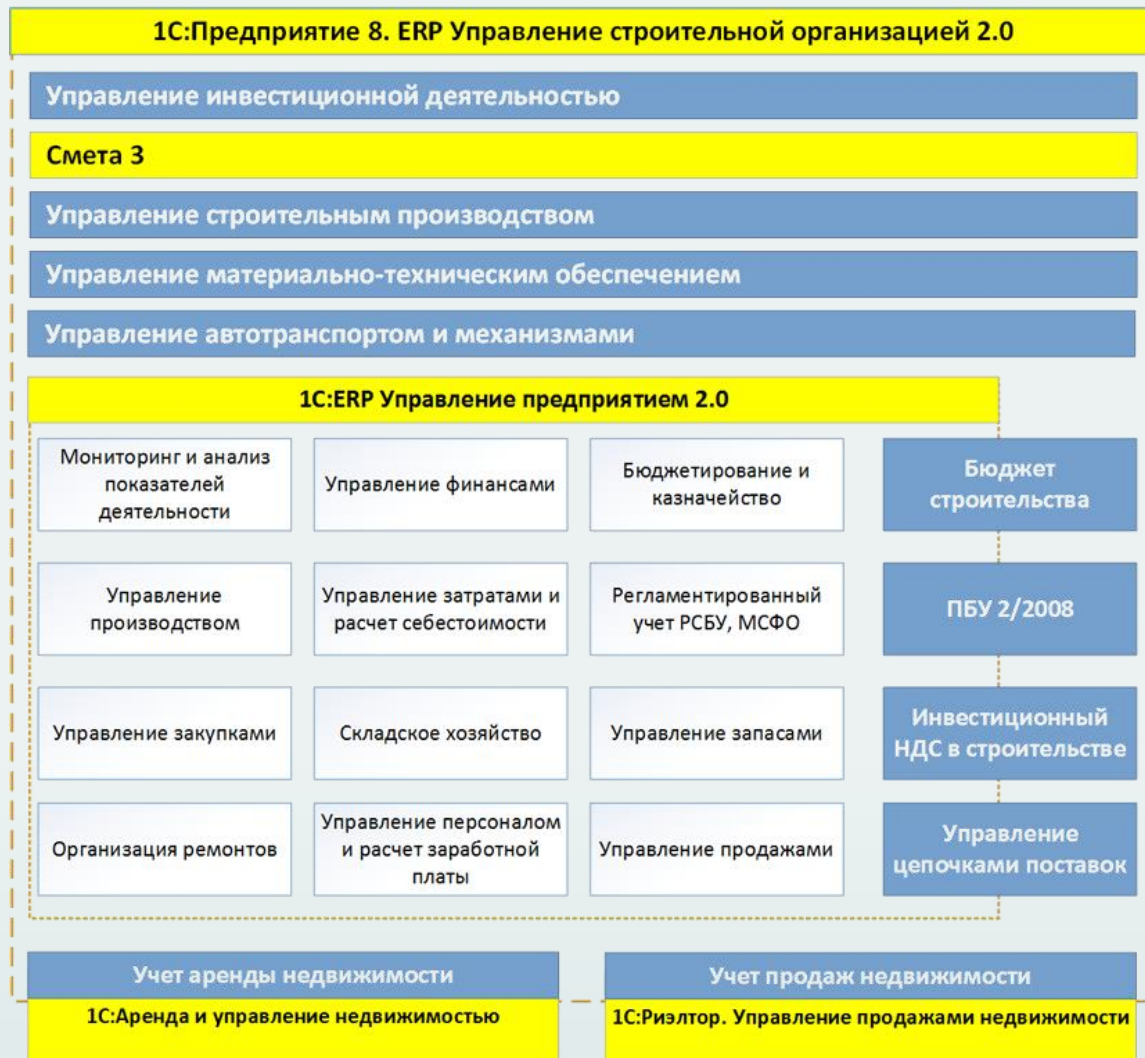 1С:Предприятие 8. ERP Управление строительной организацией 2.0
Управление инвестиционной деятельностью
Смета 3
Управление строительным производством
Управление материально-техническим обеспечением
Управление автотранспортом и механизмами
1С:ERP Управление предприятием 2.0
Мониторинг и анализ
показателей
деятельности
Управление финансами
Бюджетирование и
казначейство
Бюджет
строительства
Управление
производством
Управление затратами и
расчет себестоимости
Регламентированный
учет РСБУ, МСФО
ПБУ 2/2008
Управление закупками
Складское хозяйство
Управление запасами
Инвестиционный
НДС в строительстве
Организация ремонтов
Управление персоналом
и расчет заработной
платы
Управление продажами
Управление
цепочками поставок
Учет аренды недвижимости
1С:Аренда и управление недвижимостью
Учет продаж недвижимости
1С:Риэлтор. Управление продажами недвижимости